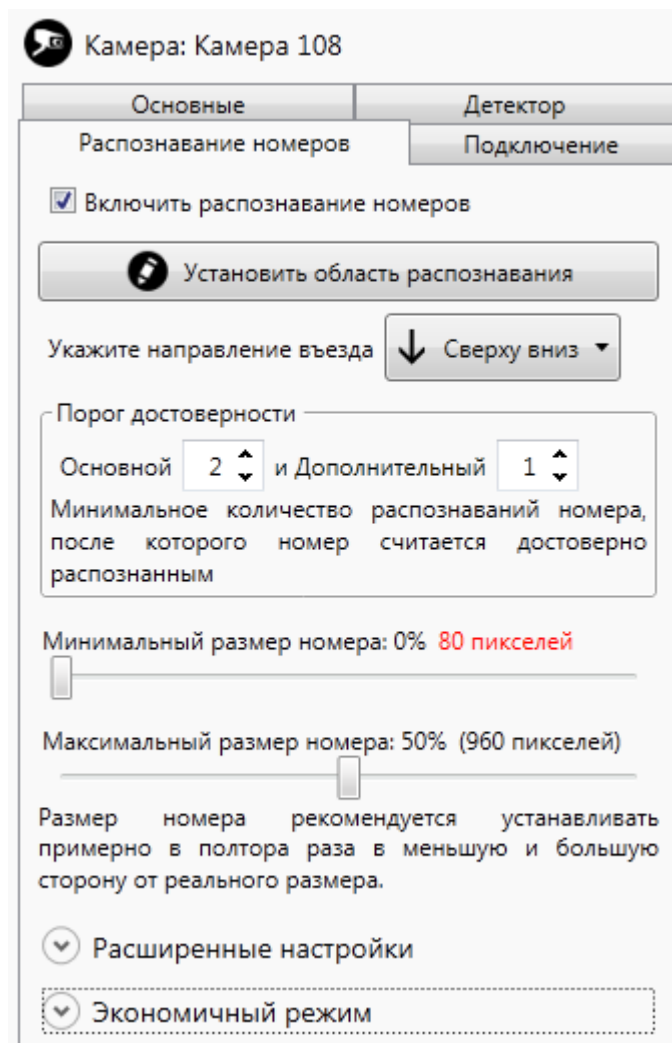 Камера: Камера 108
Основные Детектор
Распознавание номеров Подключение
Включить распознавание номеров
Установить область распознавания
Укажите направление въезда Сверху вниз
Порог достоверности
Основной 2 и Дополнительный 1
Минимальное количество распознаваний номера,
после которого номер считается достоверно
распознанным
Минимальный размер номера: 0% 80 пикселей
Максимальный размер номера: 50% (960 пикселей)
Размер номера рекомендуется устанавливать
примерно в полтора раза в меньшую и большую
сторону от реального размера.
Расширенные настройки
Экономичный режим